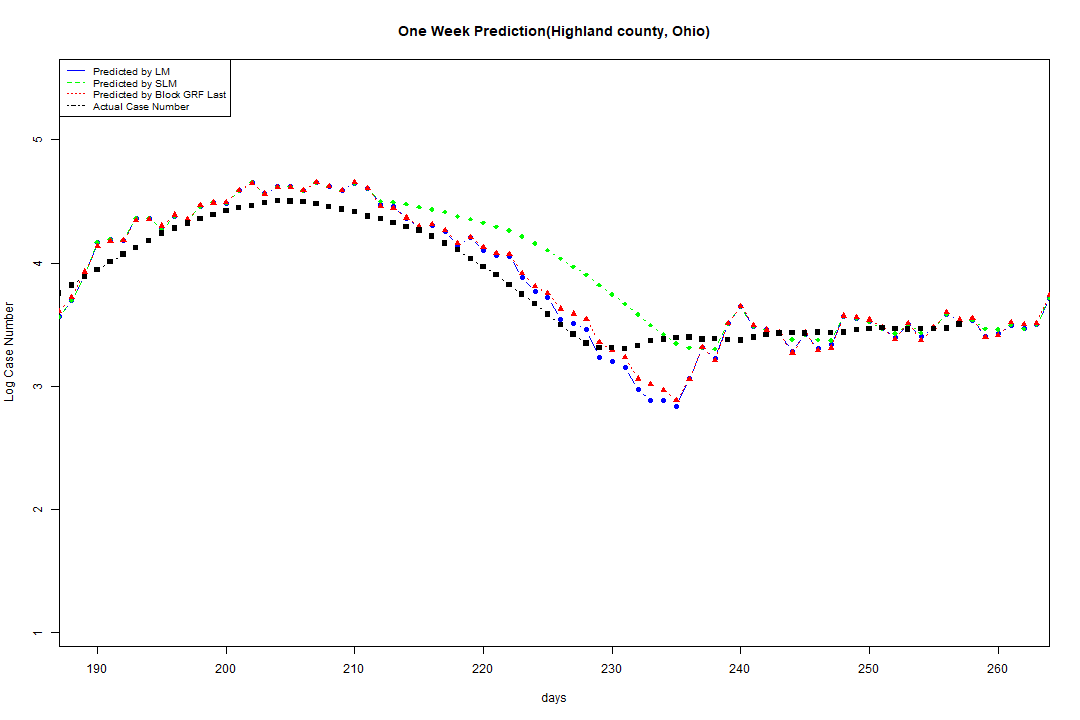 One Week Prediction(Highland county, Ohio)
Predicted by LM
Predicted by SLM
Predicted by Block GRF Last
Actual Case Number
5
4
3
2
1
Log Case Number
190 200 210 220 230 240 250 260
days